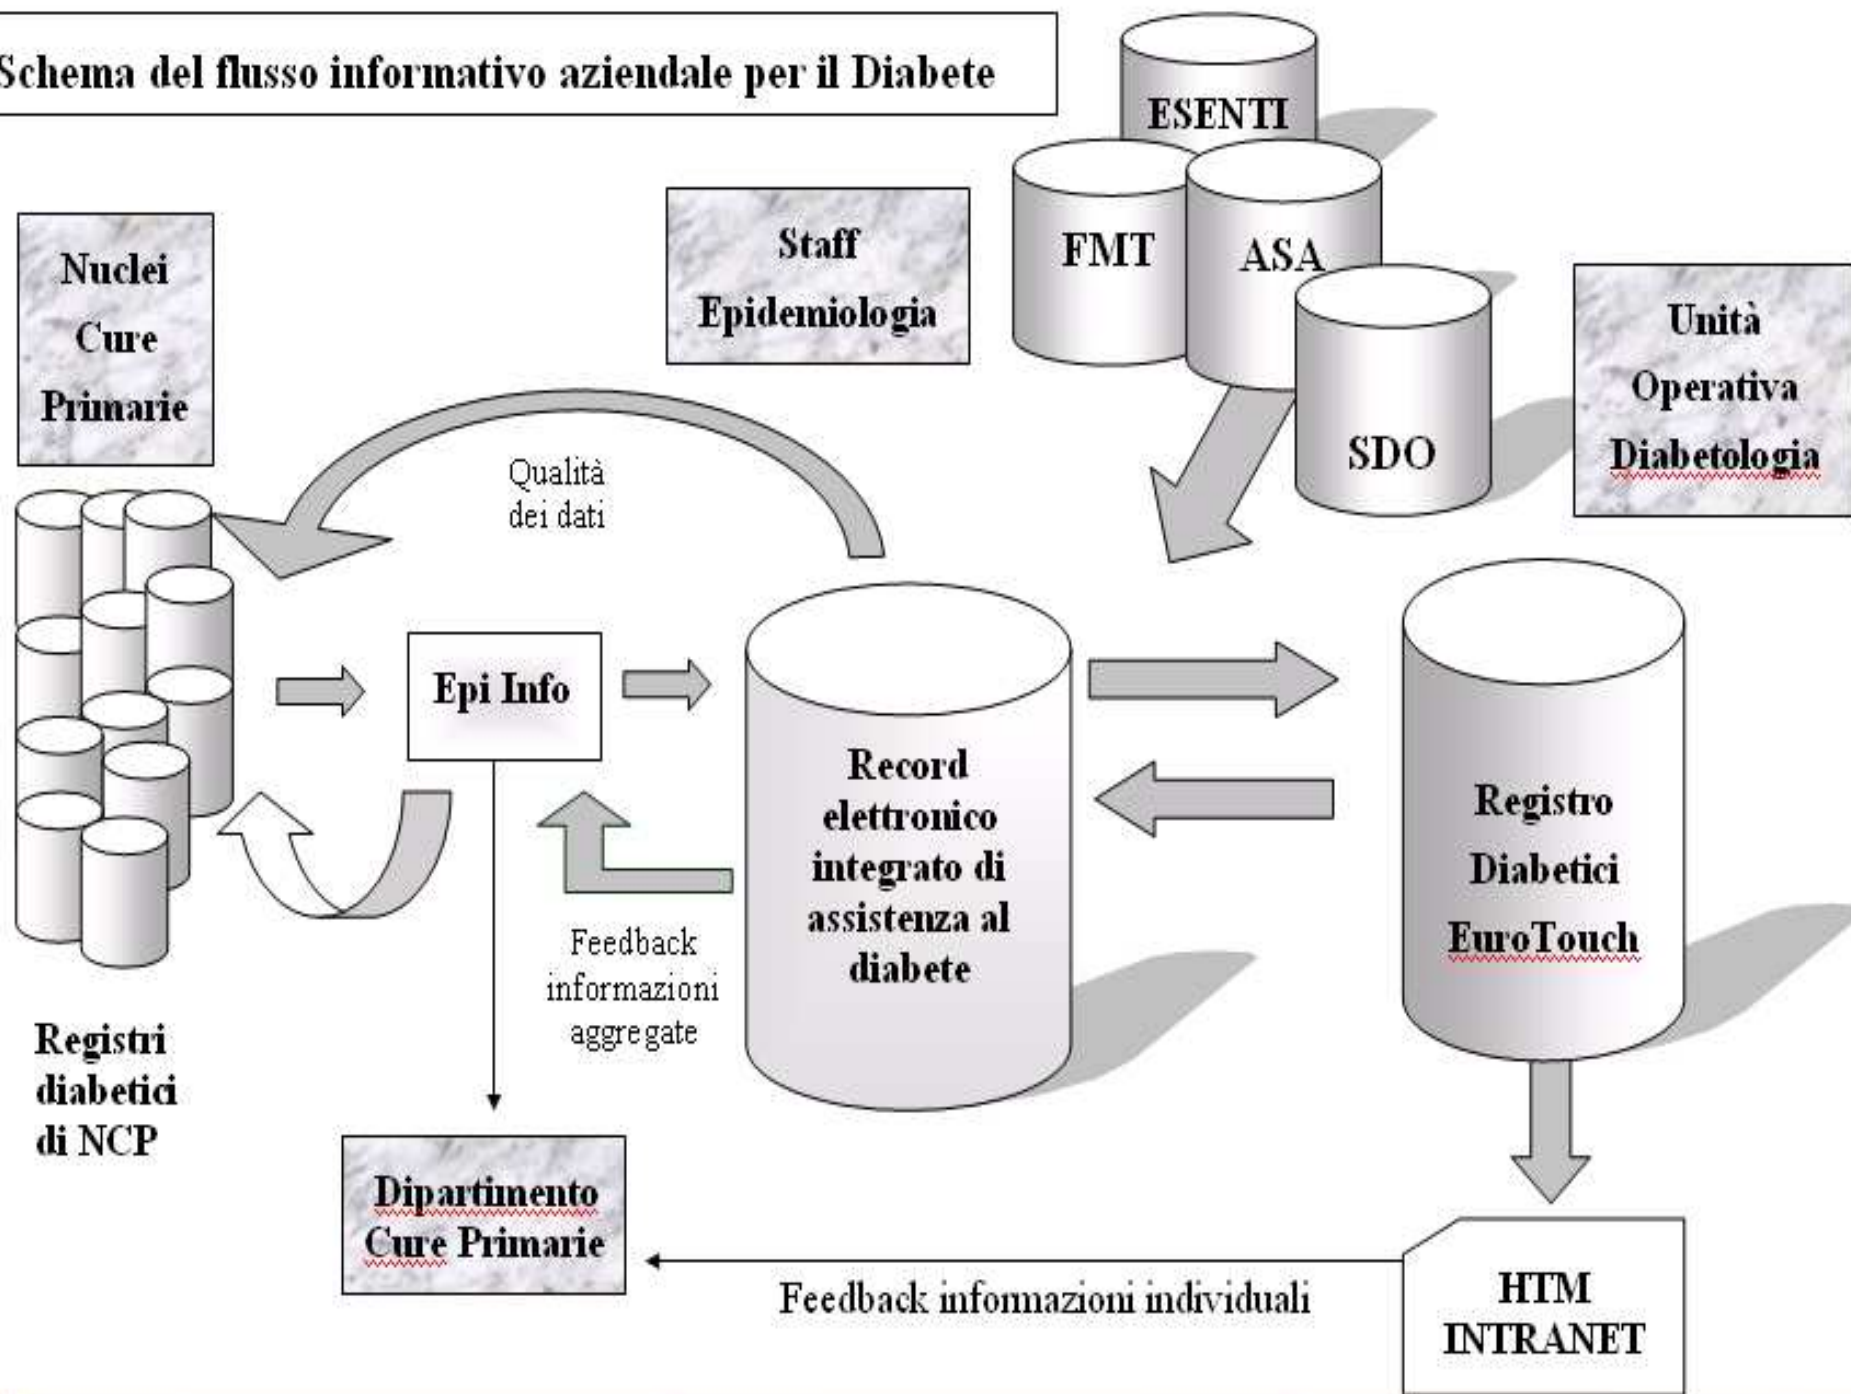 Schema del flusso informativo aziendale per il Diabete
ESENTI
FMT
ASA
SDO
Nuclei
Cure
Primarie
Staff
Epidemiologia
Unità
Operativa
Diabetologia
Qualità
dei dati
Epi Info
Record
elettronico
integrato di
assistenza al
diabete
Registro
Diabetici
EuroTouch
Feedback
informazioni
aggregate
Registri
diabetici
di NCP
Dipartimento
Cure Primarie
Feedback informazioni individuali
HTM
INTRANET